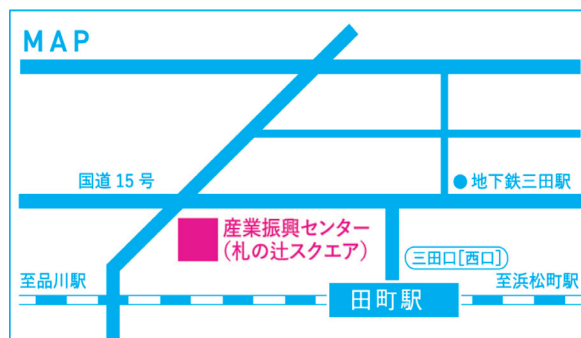 MAP
国道15号
地下鉄三田駅
産業振興センター
(札の辻スクエア)
三田口[西口]
至品川駅
田町駅
至浜松町駅